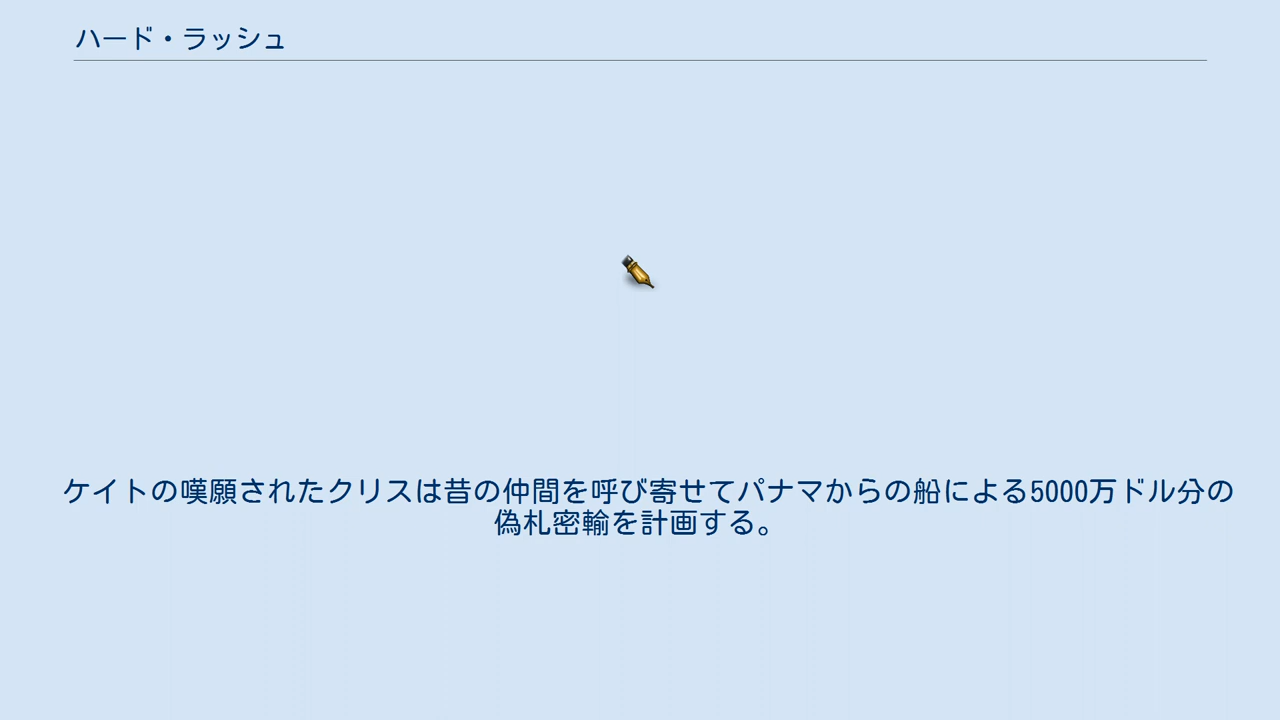 ハード・ラッシュ
ケイトの嘆願されたクリスは昔の仲間を呼び寄せてパナマからの船による5000万ドル分の
偽札密輸を計画する。